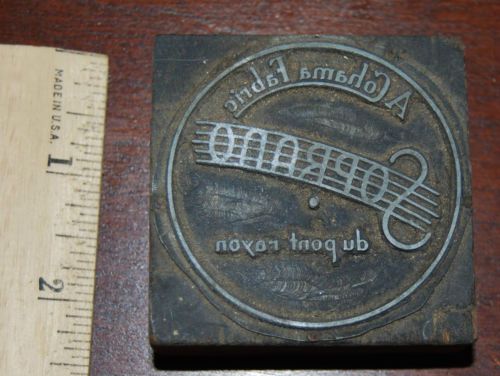 MADE IN U.S.A.
1
2
A Cohama Fabric
SOPRANO
du pont rayon